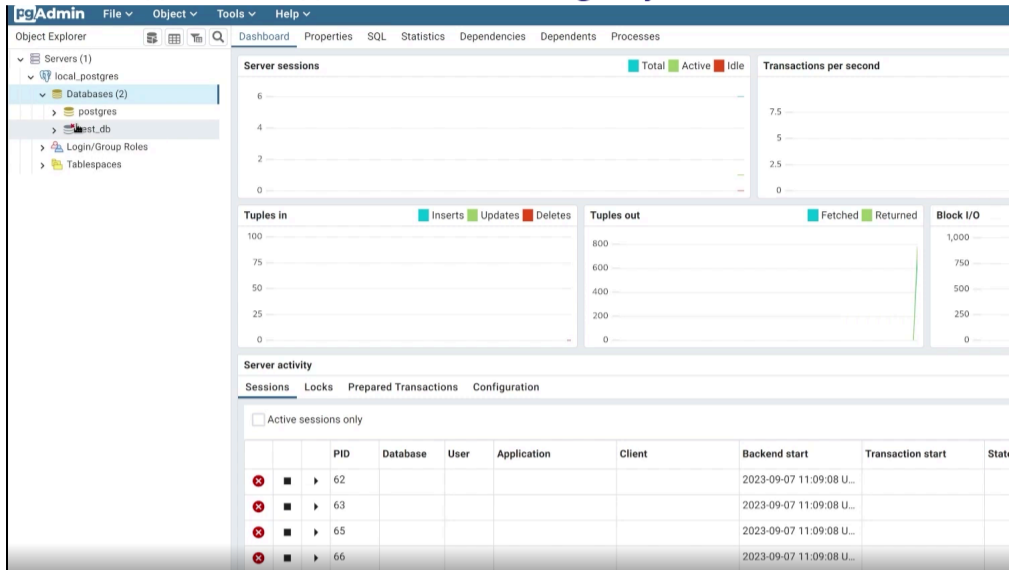 pgAdmin File Object Tools Help
Object Explorer
Dashboard Properties SQL Statistics Dependencies Dependents Processes
Servers (1)
local_postgres
Databases (2)
postgres
Login/Group Roles
Tablespaces
Server sessions Total Active Idle
6
4
2
0
Transactions per second
7.5
5
2.5
0
Tuples in Inserts Updates Deletes
100
75
50
25
0
Tuples out Fetched Returned
800
600
400
200
0
Block I/O
1,000
750
500
250
0
Server activity
Sessions Locks Prepared Transactions Configuration
Active sessions only
PID Database User Application Client Backend start Transaction start State
62 2023-09-07 11:09:08 U...
63 2023-09-07 11:09:08 U...
65 2023-09-07 11:09:08 U...
66 2023-09-07 11:09:08 U...